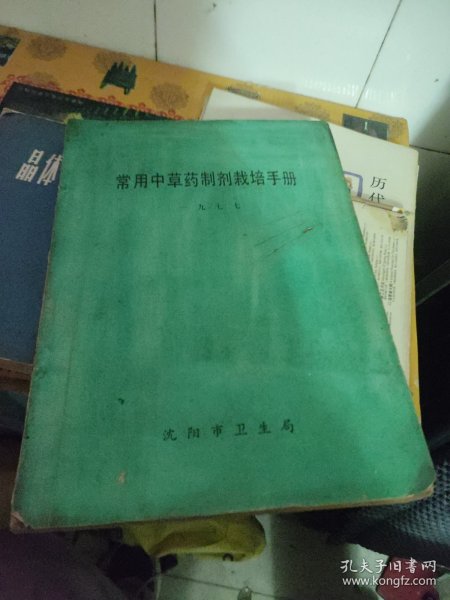 常用中草药制剂栽培手册
九·七·七
沈阳市卫生局
晶体
历
代
孔夫子旧书网
www.kongfz.com